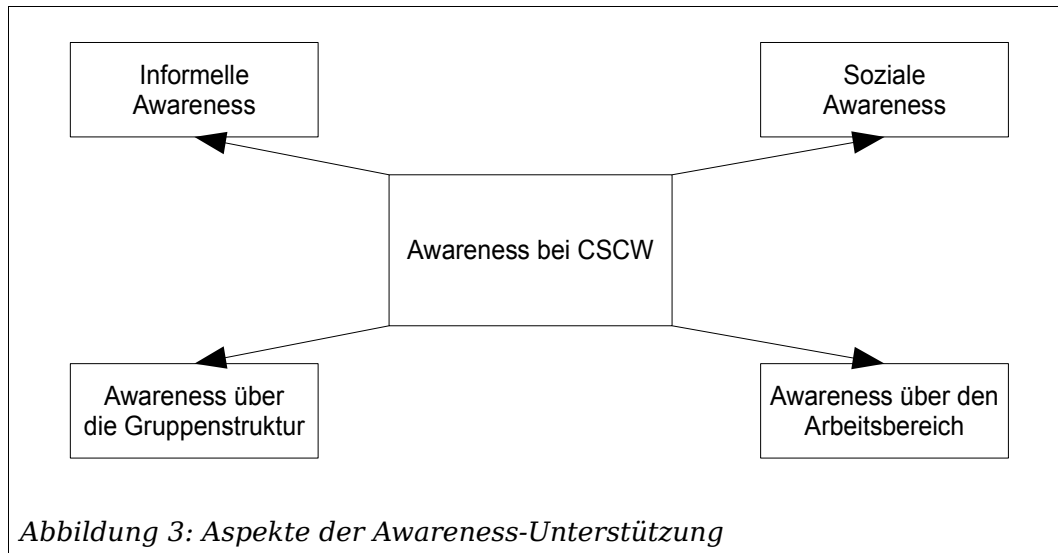 Informelle
Awareness
Soziale
Awareness
Awareness bei CSCW
Awareness über
die Gruppenstruktur
Awareness über den
Arbeitsbereich
Abbildung 3: Aspekte der Awareness-Unterstützung